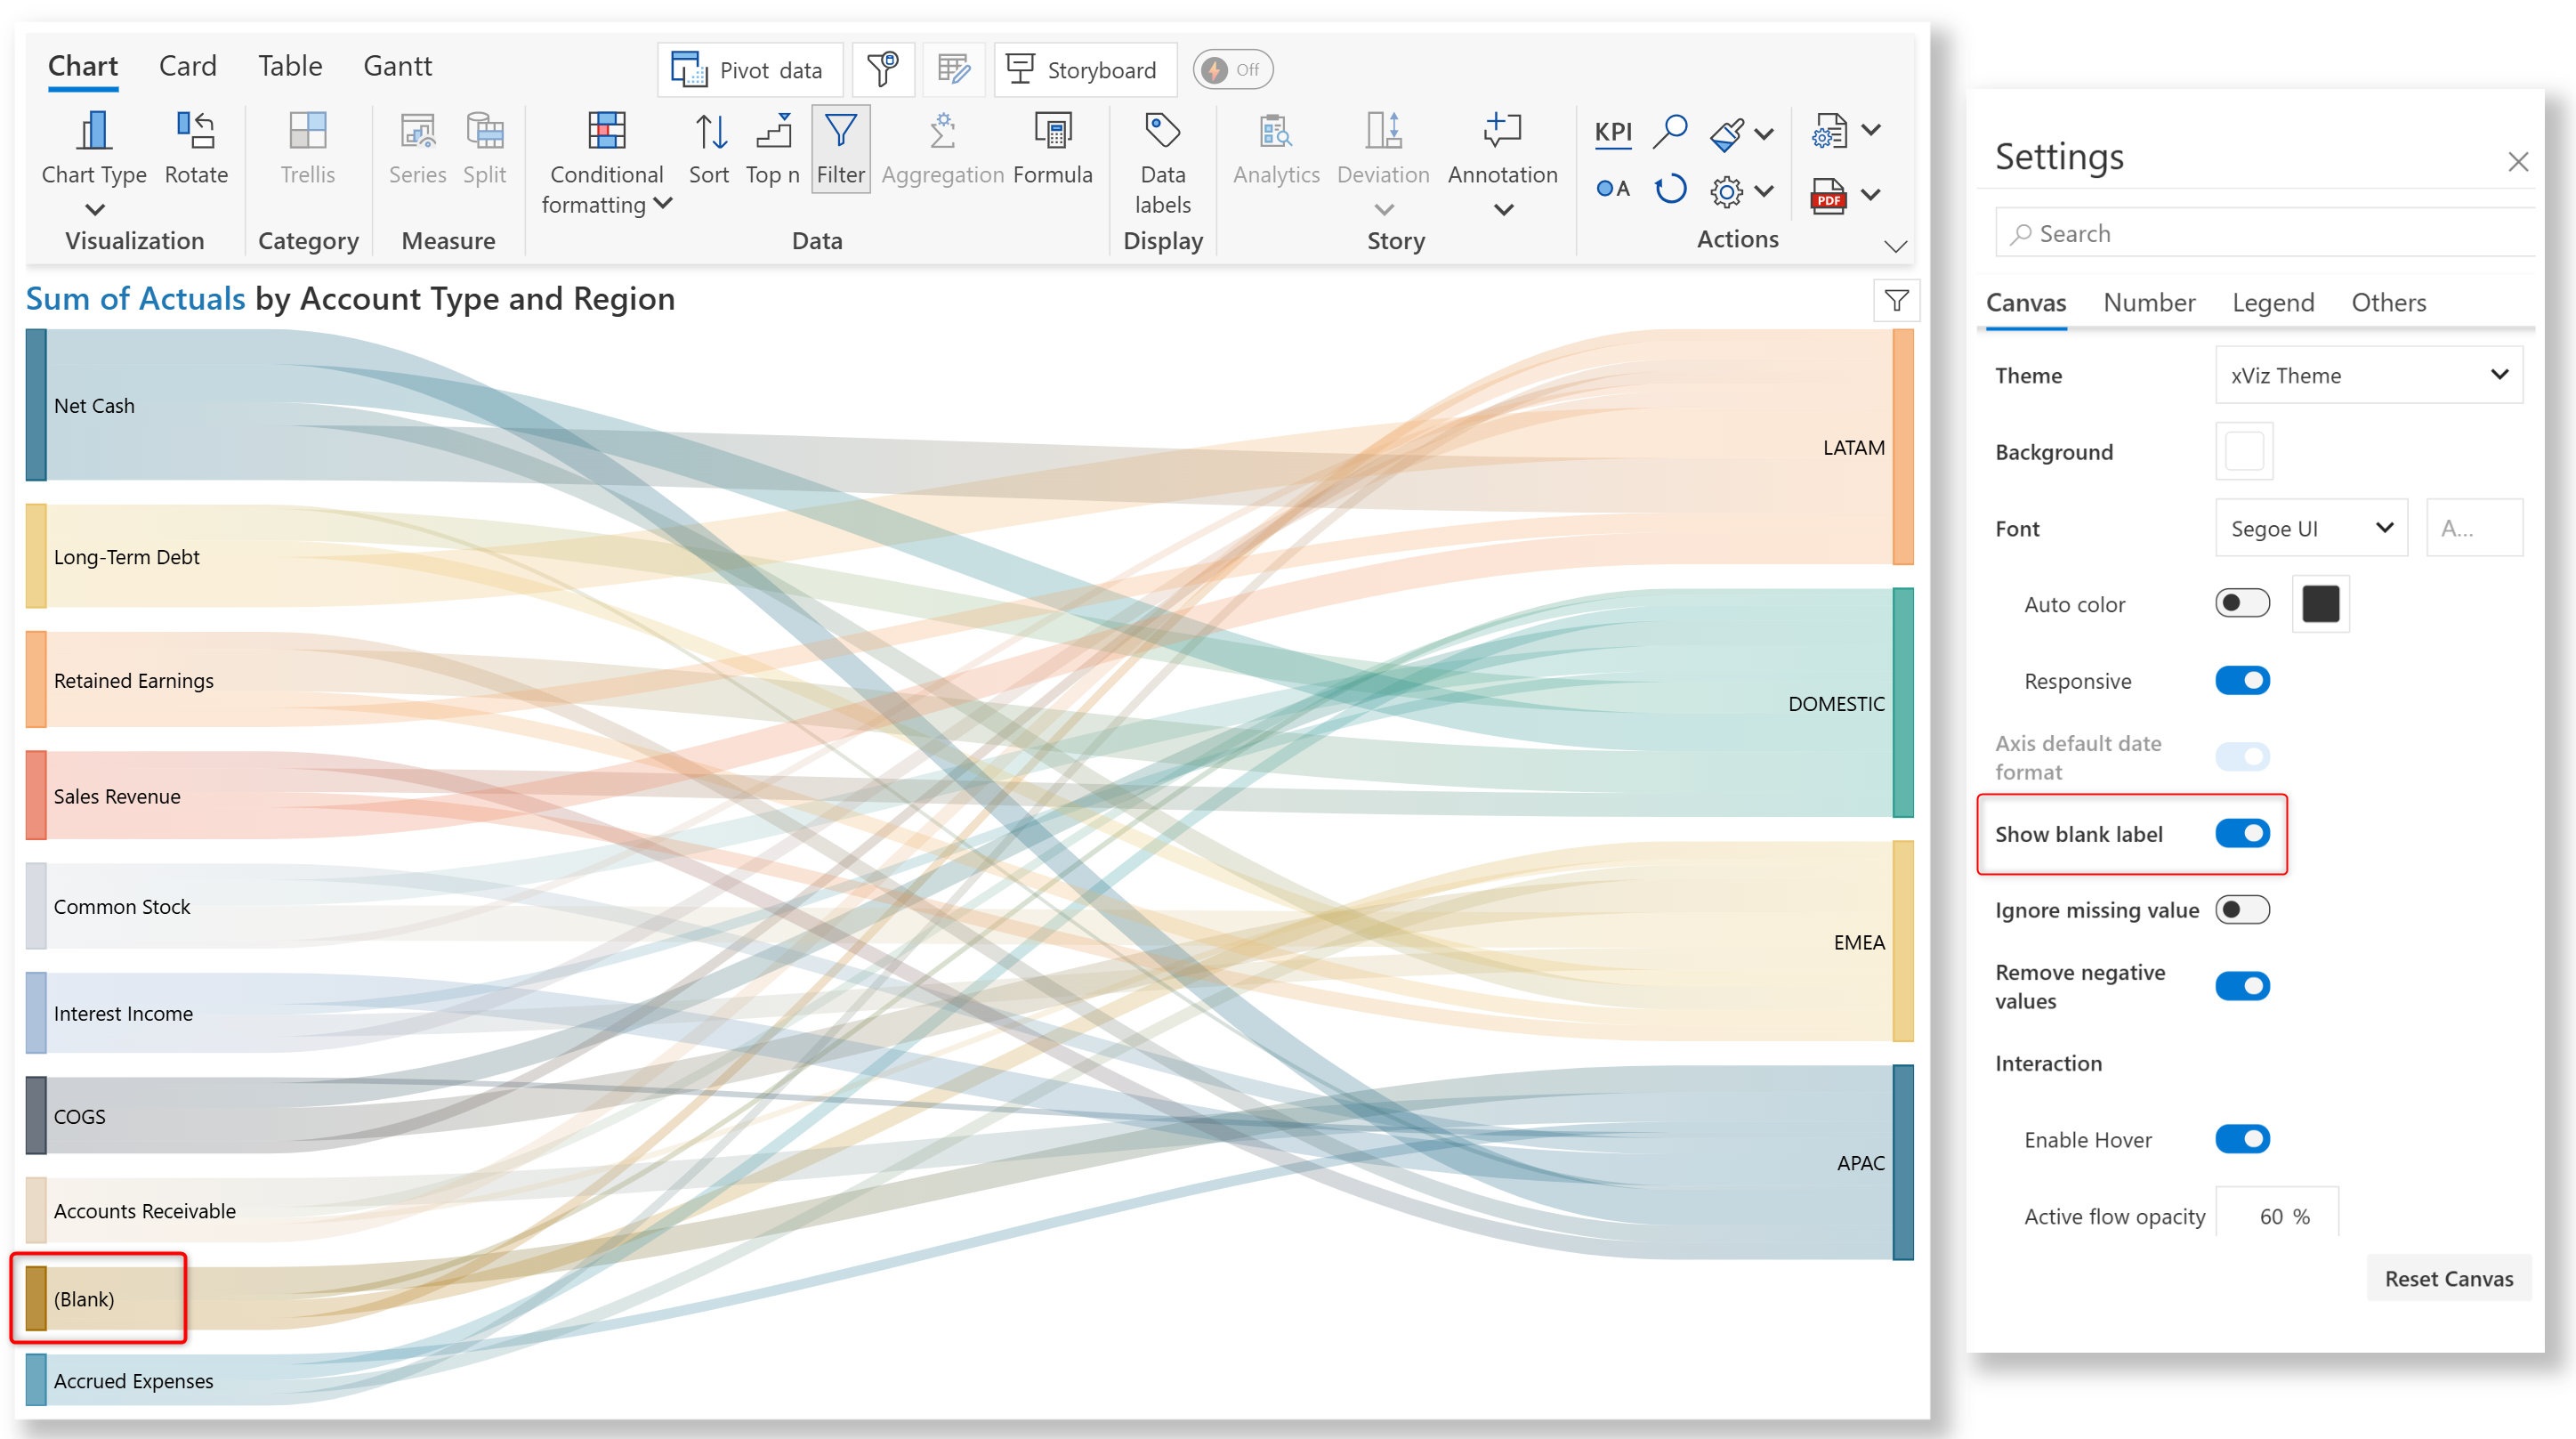 Chart Card Table Gantt
Pivot data
Storyboard
Off
Chart Type
Rotate
Trellis
Series
Split
Conditional
formatting
Sort
Top n
Filter
Aggregation
Formula
Data
labels
Analytics
Deviation
Annotation
KPI
A
PDF
Visualization
Category
Measure
Data
Display
Story
Actions
Sum of Actuals by Account Type and Region
Net Cash
Long-Term Debt
Retained Earnings
Sales Revenue
Common Stock
Interest Income
COGS
Accounts Receivable
(Blank)
Accrued Expenses
LATAM
DOMESTIC
EMEA
APAC
Settings
Search
Canvas Number Legend Others
Theme xViz Theme
Background
Font Segoe UI A...
Auto color
Responsive
Axis default date
format
Show blank label
Ignore missing value
Remove negative
values
Interaction
Enable Hover
Active flow opacity 60 %
Reset Canvas